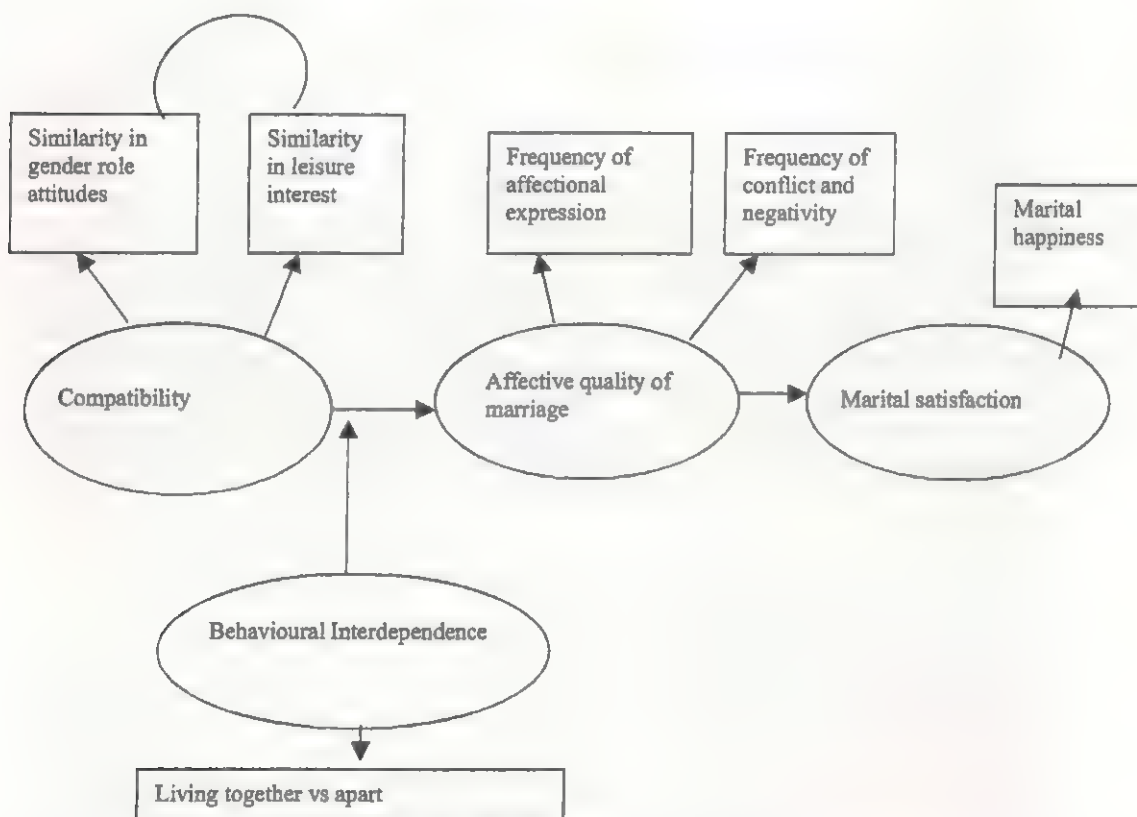 Similarity in
gender role
attitudes
Similarity
in leisure
interest
Frequency of
affectional
expression
Frequency of
conflict and
negativity
Marital
happiness
Compatibility
Affective quality of
marriage
Marital satisfaction
Behavioural Interdependence
Living together vs apart